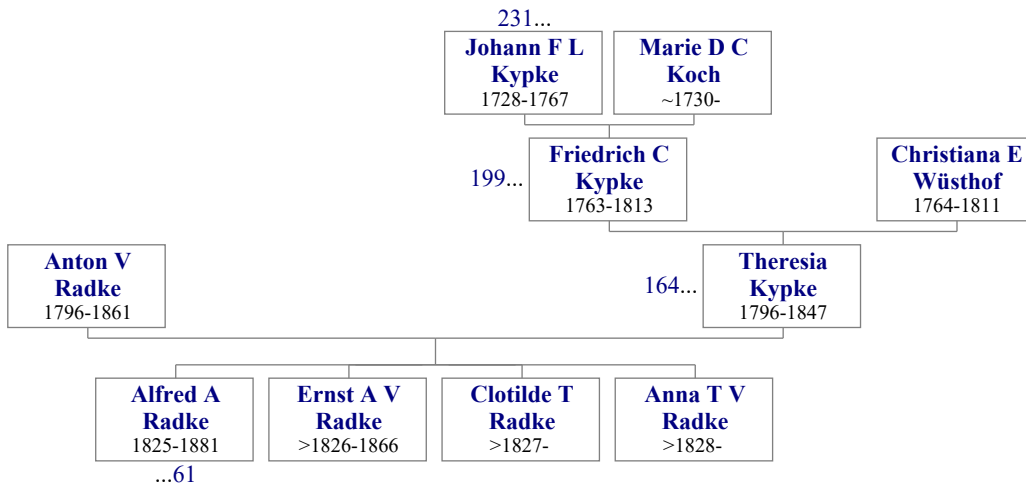 231...
Johann F L
Kypke
1728-1767
Marie D C
Koch
~1730-
199...
Friedrich C
Kypke
1763-1813
Christiana E
Wüsthof
1764-1811
Anton V
Radke
1796-1861
164...
Theresia
Kypke
1796-1847
Alfred A
Radke
1825-1881
Ernst A V
Radke
>1826-1866
Clotilde T
Radke
>1827-
Anna T V
Radke
>1828-
...61